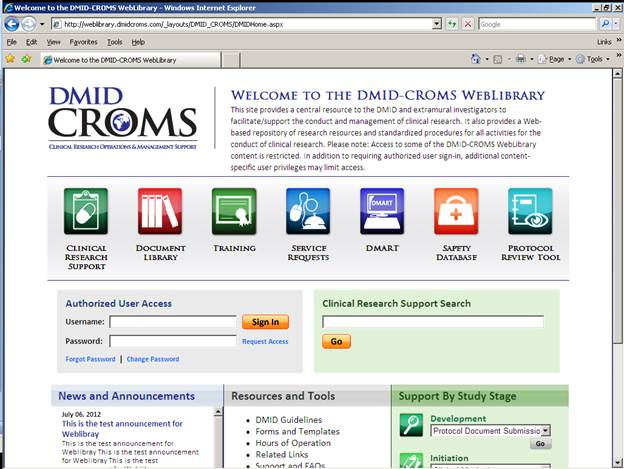 Welcome to the DMID-CROMS WebLibrary - Windows Internet Explorer
http://weblibrary.dmidcroms.com/_layouts/DMID_CROMS/DMIDHome.aspx
Google
File Edit View Favorites Tools Help
Links »
Welcome to the DMID-CROMS WebLibrary
Page Tools
DMID
CROMS
CLINICAL RESEARCH OPERATIONS & MANAGEMENT SUPPORT
WELCOME TO THE DMID-CROMS WEBLIBRARY
This site provides a central resource to the DMID and extramural investigators to
facilitate/support the conduct and management of clinical research. It also provides a Web-
based repository of research resources and standardized procedures for all activities for the
conduct of clinical research. Please note: Access to some of the DMID-CROMS WebLibrary
content is restricted. In addition to requiring authorized user sign-in, additional content-
specific user privileges may limit access.
DMART
CLINICAL RESEARCH SUPPORT
DOCUMENT LIBRARY
TRAINING
SERVICE REQUESTS
DMART
SAFETY DATABASE
PROTOCOL REVIEW TOOL
Authorized User Access
Username: Sign In
Password: Request Access
Forgot Password | Change Password
Clinical Research Support Search
Go
News and Announcements
July 06, 2012
This is the test announcement for
Weblibray
This is the test announcement for
Weblibray This is the test
announcement for Weblibray This is
Resources and Tools
• DMID Guidelines
• Forms and Templates
• Hours of Operation
• Related Links
• Support and FAQs
Support By Study Stage
Development
Protocol Document Submissio
Go
Initiation